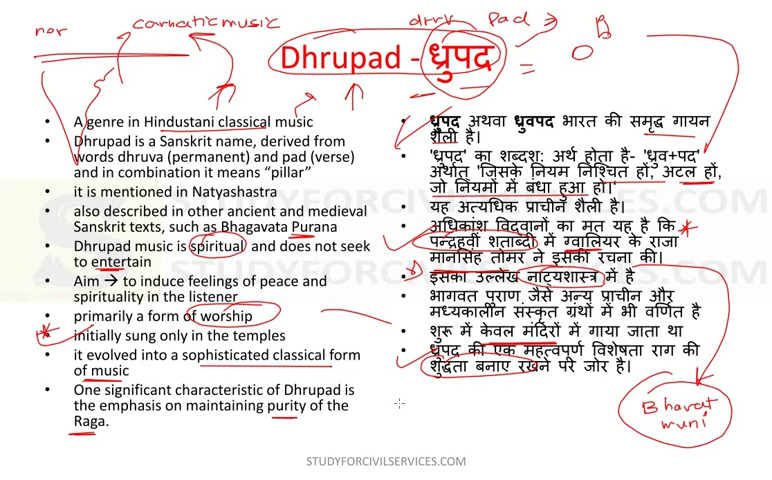 nor
carnatic music
dhruv pad
Dhrupad - ध्रुपद
=
A genre in Hindustani classical music
Dhrupad is a Sanskrit name, derived from
words dhruva (permanent) and pad (verse)
and in combination it means “pillar”
it is mentioned in Natyashastra
also described in other ancient and medieval
Sanskrit texts, such as Bhagavata Purana
Dhrupad music is spiritual and does not seek
to entertain
Aim → to induce feelings of peace and
spirituality in the listener
primarily a form of worship
initially sung only in the temples
it evolved into a sophisticated classical form
of music
One significant characteristic of Dhrupad is
the emphasis on maintaining purity of the
Raga.
ध्रुपद अथवा ध्रुवपद भारत की समृद्ध गायन
शैली है।
'ध्रुपद' का शब्दश: अर्थ होता है- 'ध्रुव+पद'
अर्थात् 'जिसके नियम निश्चित हों, अटल हों,
जो नियमों में बंधा हुआ हो।'
यह अत्यधिक प्राचीन शैली है।
अधिकांश विद्वानों का मत यह है कि
पन्द्रहवीं शताब्दी में ग्वालियर के राजा
मानसिंह तोमर ने इसकी रचना की।
इसका उल्लेख नाट्यशास्त्र में है
भागवत पुराण जैसे अन्य प्राचीन और
मध्यकालीन संस्कृत ग्रंथों में भी वर्णित है
शुरू में केवल मंदिरों में गाया जाता था
ध्रुपद की एक महत्वपूर्ण विशेषता राग की
शुद्धता बनाए रखने पर जोर है।
Bharat
muni
STUDYFORCIVILSERVICES.COM